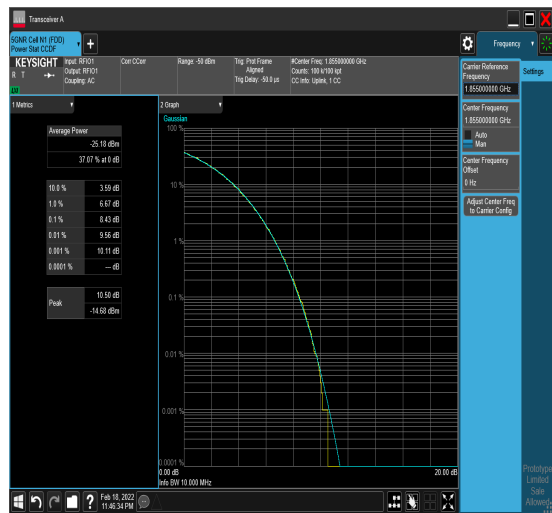 Transceiver A
5GNR Cell N1 (FDD)
Power Stat CCDF
Frequency
KEYSIGHT
R T
LXI
Input: RFIO1
Output: RFIO1
Coupling: AC
Corr CCorr
Range: -50 dBm
Trig: Prot Frame
Aligned
Trig Delay: -50.0 µs
#Center Freq: 1.855000000 GHz
Counts: 100 k/100 kpt
CC Info: Uplink, 1 CC
1 Metrics
Average Power
-25.18 dBm
37.07 % at 0 dB
10.0 % 3.59 dB
1.0 % 6.67 dB
0.1 % 8.43 dB
0.01 % 9.56 dB
0.001 % 10.11 dB
0.0001 % --- dB
Peak
10.50 dB
-14.68 dBm
2 Graph
Gaussian
100 %
10 %
1 %
0.1 %
0.01 %
0.001 %
0.0001 %
0.00 dB
20.00 dB
Info BW 10.000 MHz
Carrier Reference
Frequency
1.855000000 GHz
Center Frequency
1.855000000 GHz
Auto
Man
Center Frequency
Offset
0 Hz
Adjust Center Freq
to Carrier Config
Settings
Prototype
Limited
Sale
Allowed
?
Feb 18, 2022
11:46:34 PM